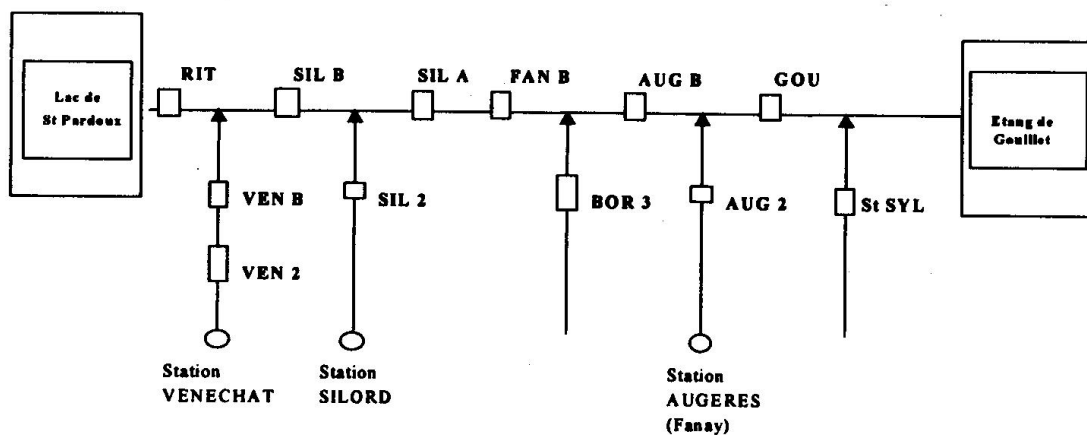 RIT
SIL B
SIL A
FAN B
AUG B
GOU
Lac de
St Pardoux
Etang de
Gouillet
VEN B
SIL 2
BOR 3
AUG 2
St SYL
VEN 2
Station
VENECHAT
Station
SILORD
Station
AUGERES
(Fanay)